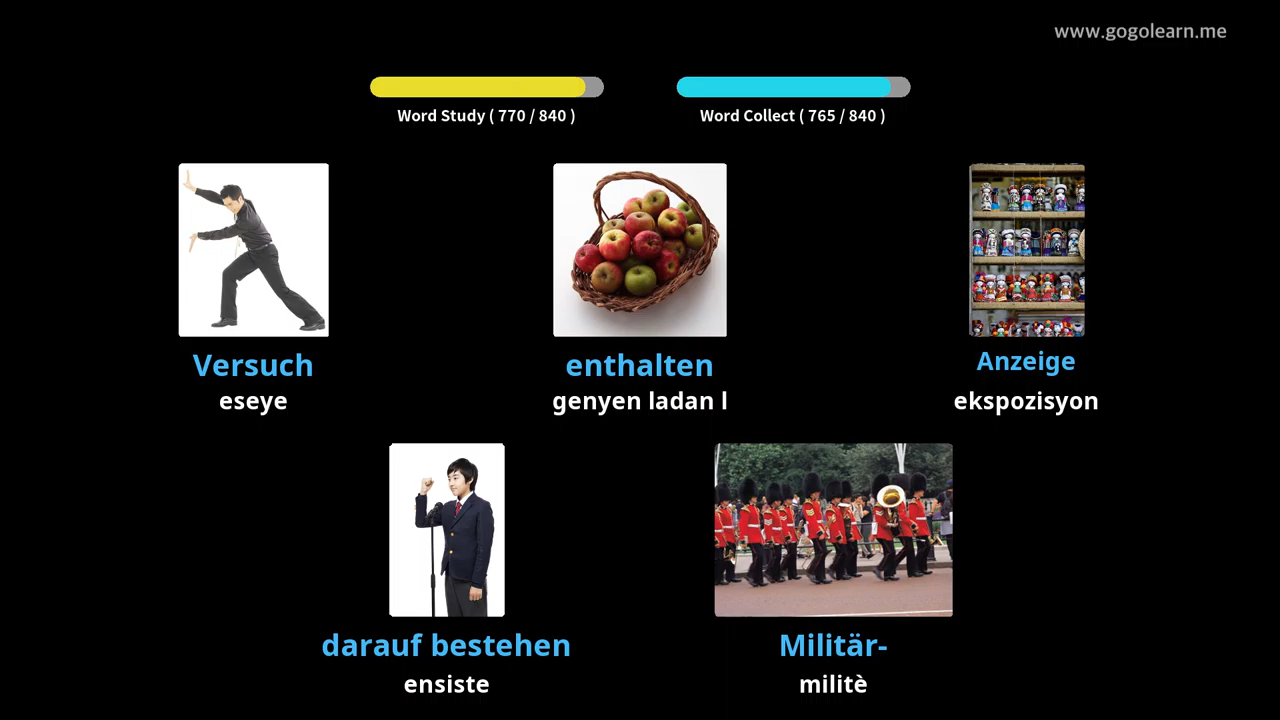 www.gogolearn.me
Word Study ( 770 / 840 )
Word Collect ( 765 / 840 )
Versuch
eseye
enthalten
genyen ladan l
Anzeige
ekspozisyon
darauf bestehen
ensiste
Militär-
militè